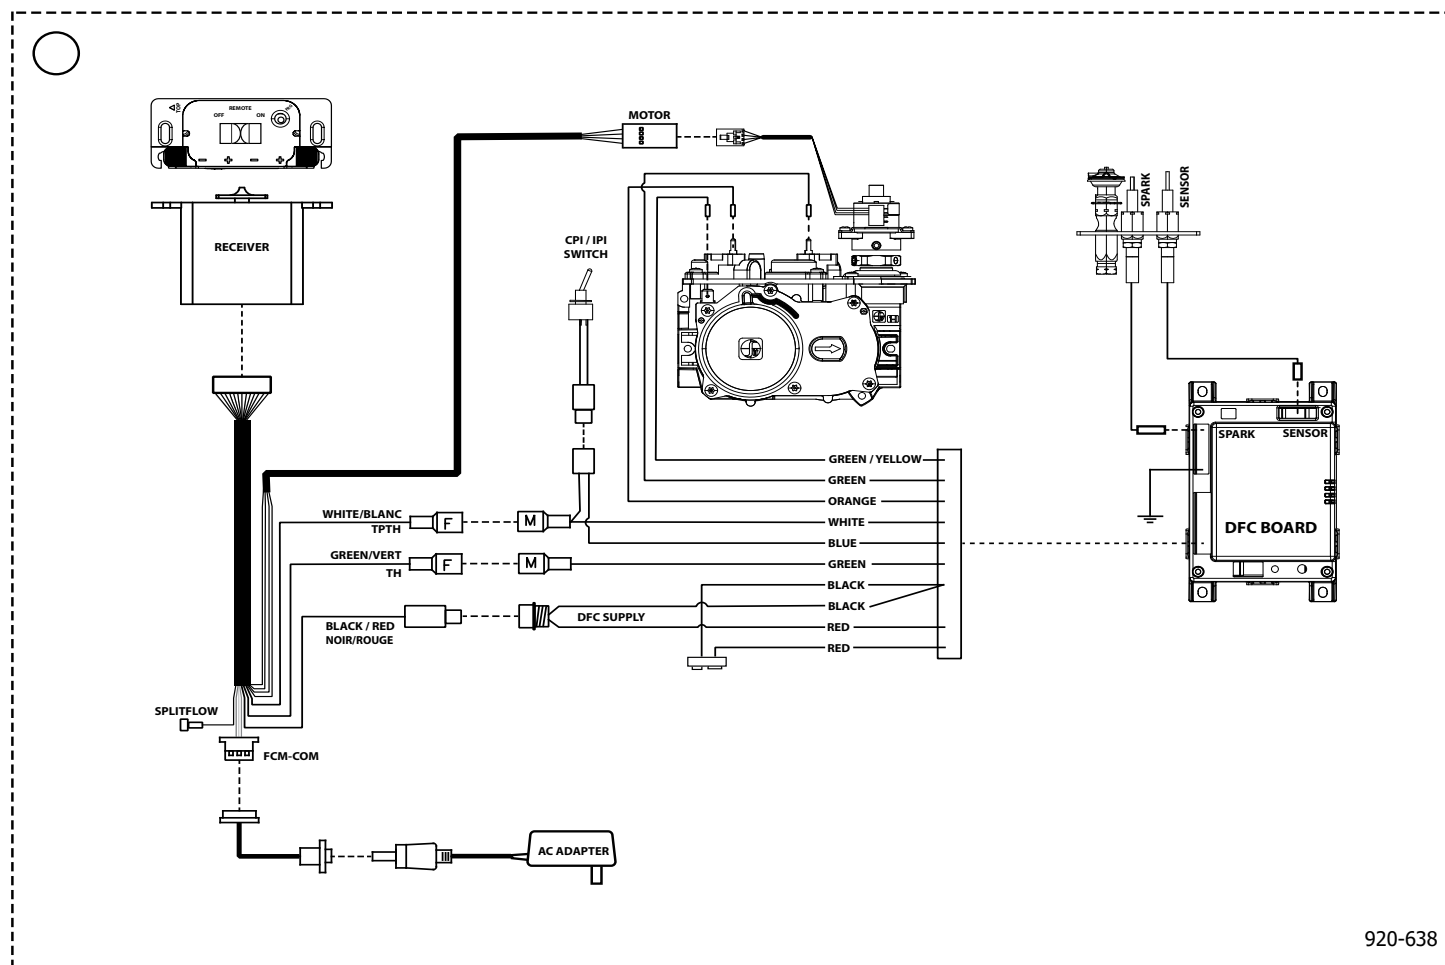 TOP
REMOTE
OFF
ON
PRG
- + - +
RECEIVER
MOTOR
CPI / IPI
SWITCH
SPARK
SENSOR
SPARK
SENSOR
DFC BOARD
GREEN / YELLOW
GREEN
ORANGE
WHITE
BLUE
GREEN
BLACK
BLACK
RED
RED
WHITE/BLANC
TPTH
F
M
GREEN/VERT
TH
F
M
BLACK / RED
NOIR/ROUGE
DFC SUPPLY
SPLITFLOW
FCM-COM
AC ADAPTER
920-638